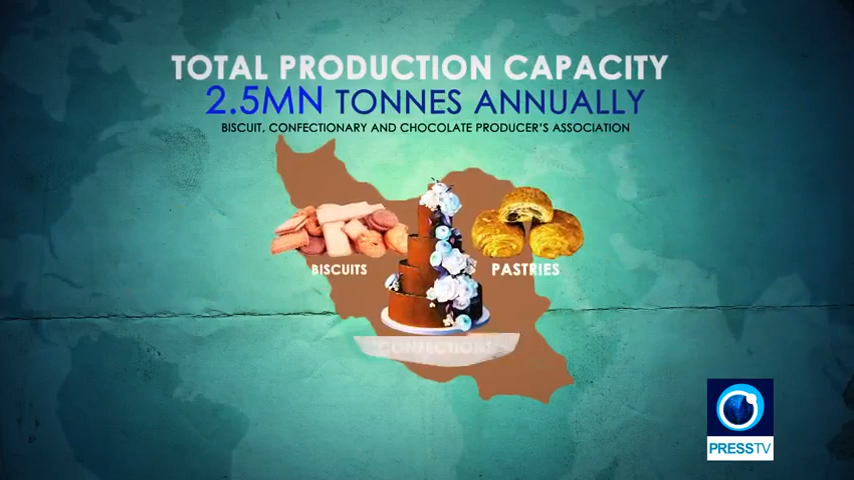 TOTAL PRODUCTION CAPACITY
2.5MN TONNES ANNUALLY
BISCUIT, CONFECTIONARY AND CHOCOLATE PRODUCER'S ASSOCIATION
BISCUITS
PASTRIES
PRESSTV